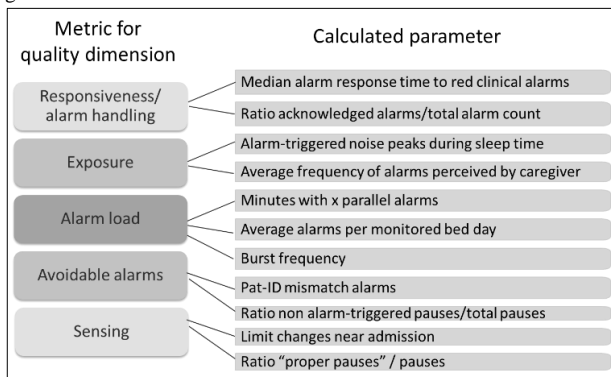 Metric for
quality dimension
Calculated parameter
Responsiveness/
alarm handling
Exposure
Alarm load
Avoidable alarms
Sensing
Median alarm response time to red clinical alarms
Ratio acknowledged alarms/total alarm count
Alarm-triggered noise peaks during sleep time
Average frequency of alarms perceived by caregiver
Minutes with x parallel alarms
Average alarms per monitored bed day
Burst frequency
Pat-ID mismatch alarms
Ratio non alarm-triggered pauses/total pauses
Limit changes near admission
Ratio “proper pauses” / pauses